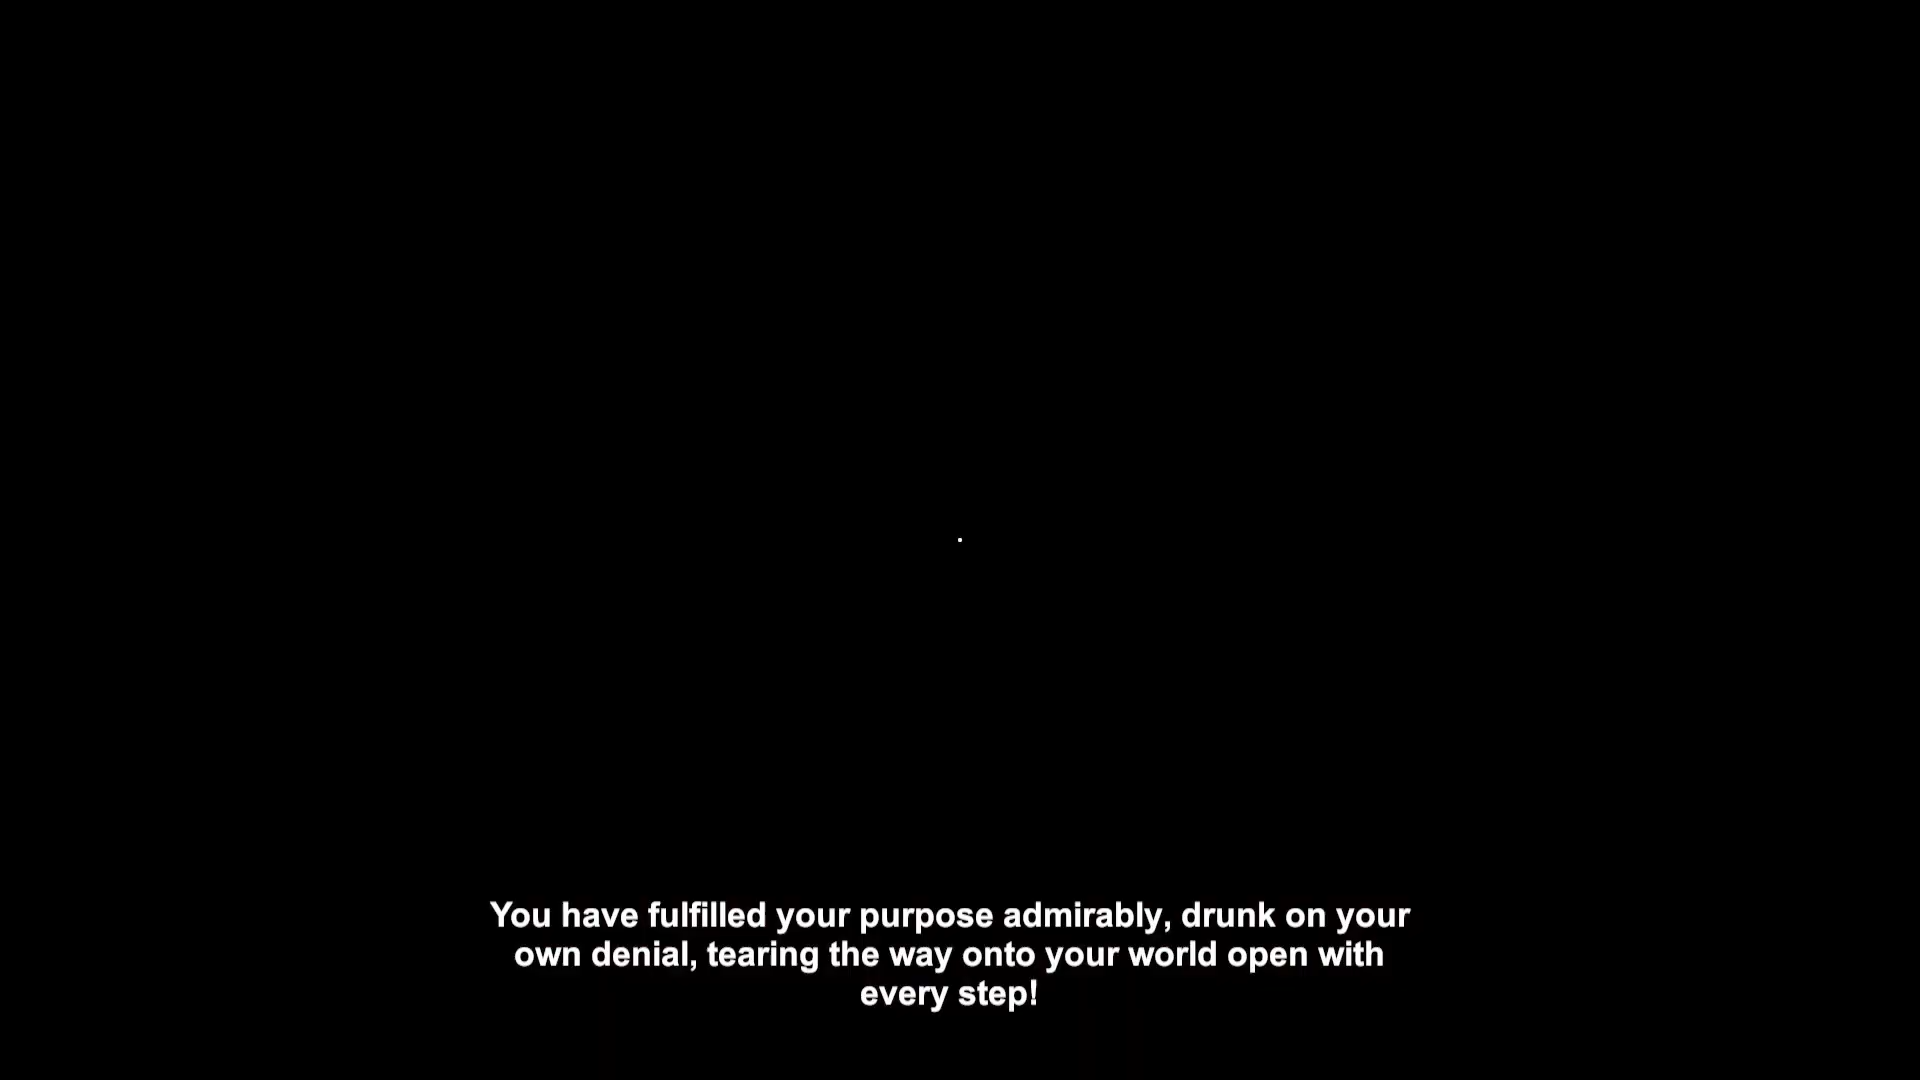 You have fulfilled your purpose admirably, drunk on your
own denial, tearing the way onto your world open with
every step!